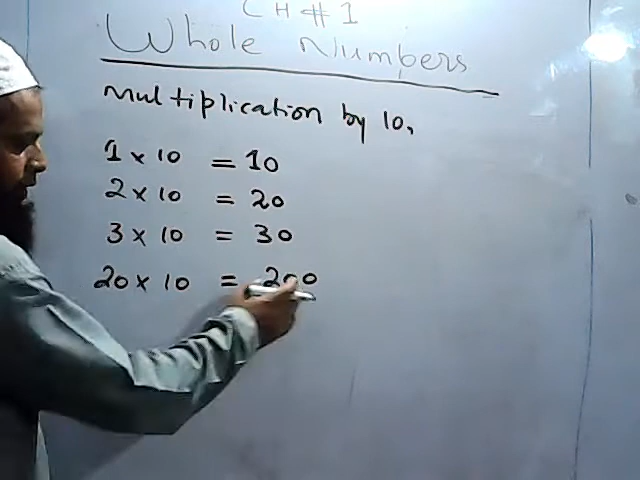 CH #1
Whole Numbers
Multiplication by 10,
1 × 10 = 10
2 × 10 = 20
3 × 10 = 30
20 × 10 = 200